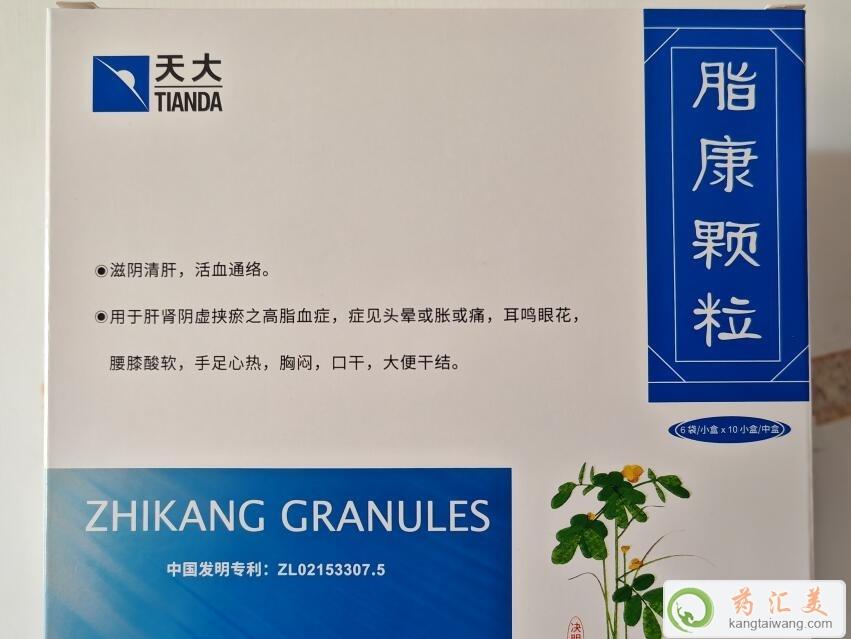 天大
TIANDA
脂康颗粒
◉滋阴清肝，活血通络。
◉用于肝肾阴虚挟瘀之高脂血症，症见头晕或胀或痛，耳鸣眼花，
腰膝酸软，手足心热，胸闷，口干，大便干结。
6袋/小盒 x 10小盒/中盒
ZHIKANG GRANULES
中国发明专利：ZL02153307.5
决明
药汇美
kangtaiwang.com